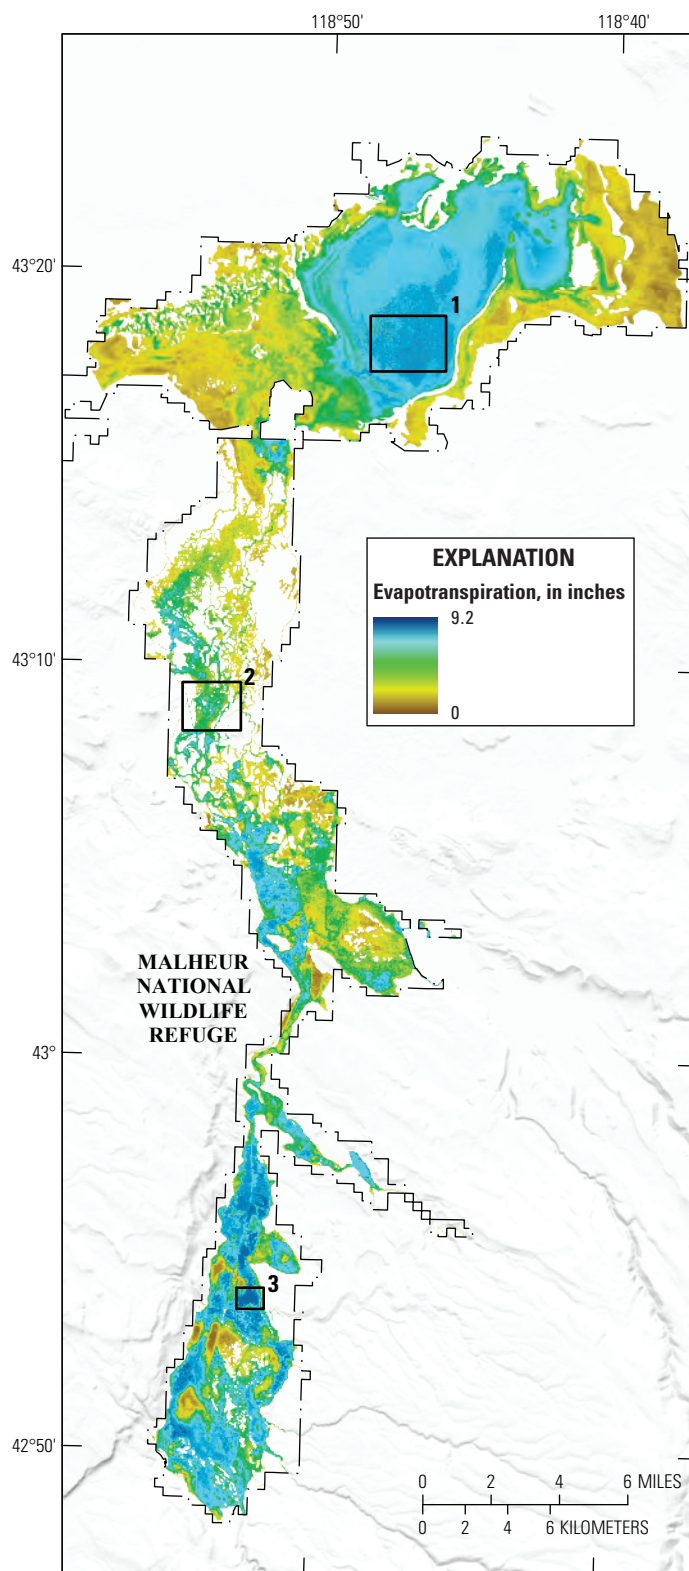 118°50'
118°40'
43°20'
1
EXPLANATION
Evapotranspiration, in inches
9.2
0
43°10'
2
MALHEUR
NATIONAL
WILDLIFE
REFUGE
43°
3
42°50'
0 2 4 6 MILES
0 2 4 6 KILOMETERS